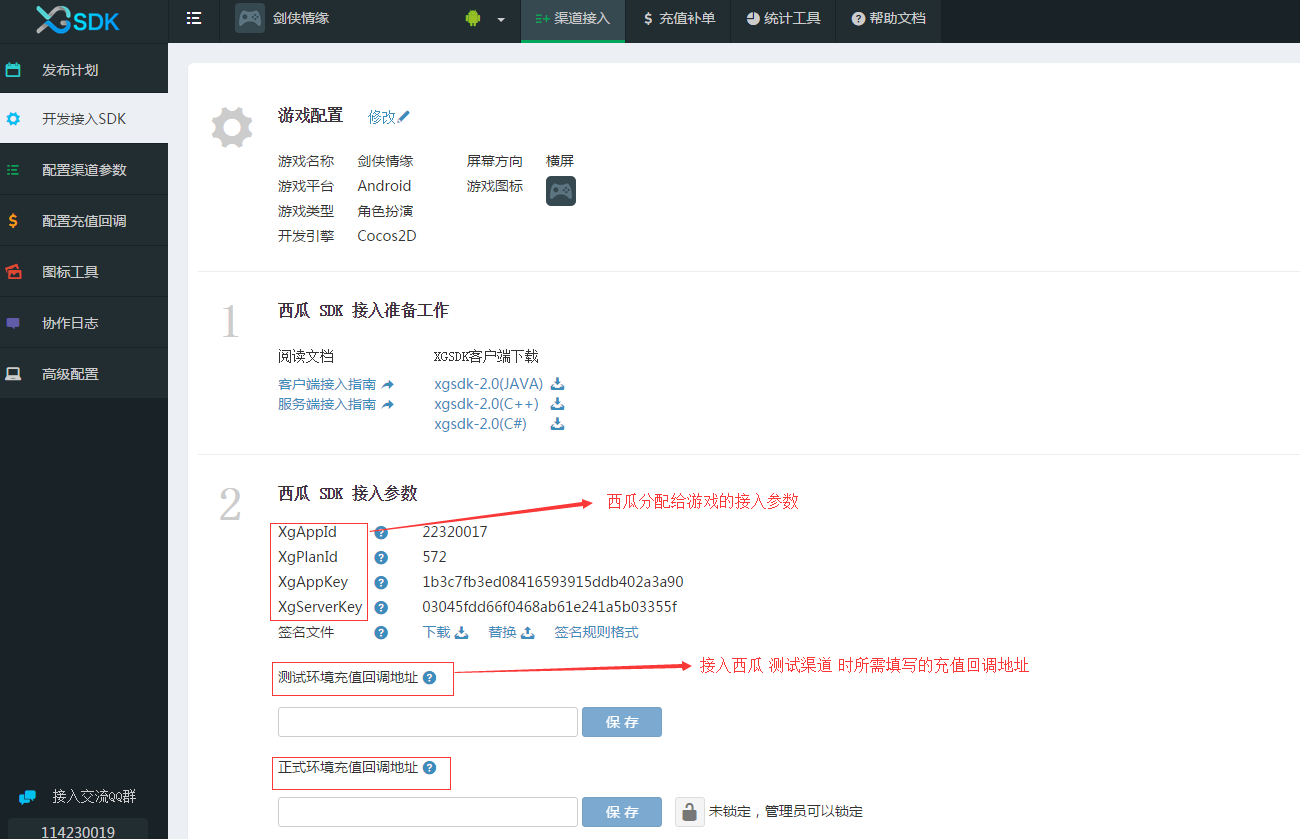 XGSDK
剑侠情缘
渠道接入
$ 充值补单
统计工具
帮助文档
发布计划
开发接入SDK
配置渠道参数
配置充值回调
图标工具
协作日志
高级配置
接入交流QQ群
114230019
游戏配置 修改
游戏名称 剑侠情缘 屏幕方向 横屏
游戏平台 Android 游戏图标
游戏类型 角色扮演
开发引擎 Cocos2D
1 西瓜 SDK 接入准备工作
阅读文档 XGSDK客户端下载
客户端接入指南 xgsdk-2.0(JAVA)
服务端接入指南 xgsdk-2.0(C++)
xgsdk-2.0(C#)
2 西瓜 SDK 接入参数
西瓜分配给游戏的接入参数
XgAppId ? 22320017
XgPlanId ? 572
XgAppKey ? 1b3c7fb3ed08416593915ddb402a3a90
XgServerKey ? 03045fdd66f0468ab61e241a5b03355f
签名文件 ? 下载 替换 签名规则格式
测试环境充值回调地址 ?
接入西瓜 测试渠道 时所需填写的充值回调地址
保存
正式环境充值回调地址 ?
保存 未锁定，管理员可以锁定